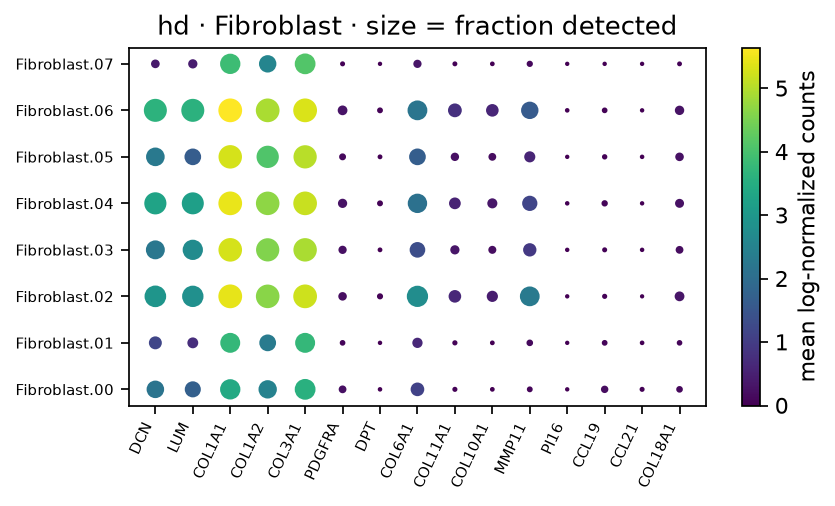 hd · Fibroblast · size = fraction detected
Fibroblast.07
Fibroblast.06
Fibroblast.05
Fibroblast.04
Fibroblast.03
Fibroblast.02
Fibroblast.01
Fibroblast.00
DCN
LUM
COL1A1
COL1A2
COL3A1
PDGFRA
DPT
COL6A1
COL11A1
COL10A1
MMP11
PI16
CCL19
CCL21
COL18A1
5
4
3
2
1
0
mean log-normalized counts